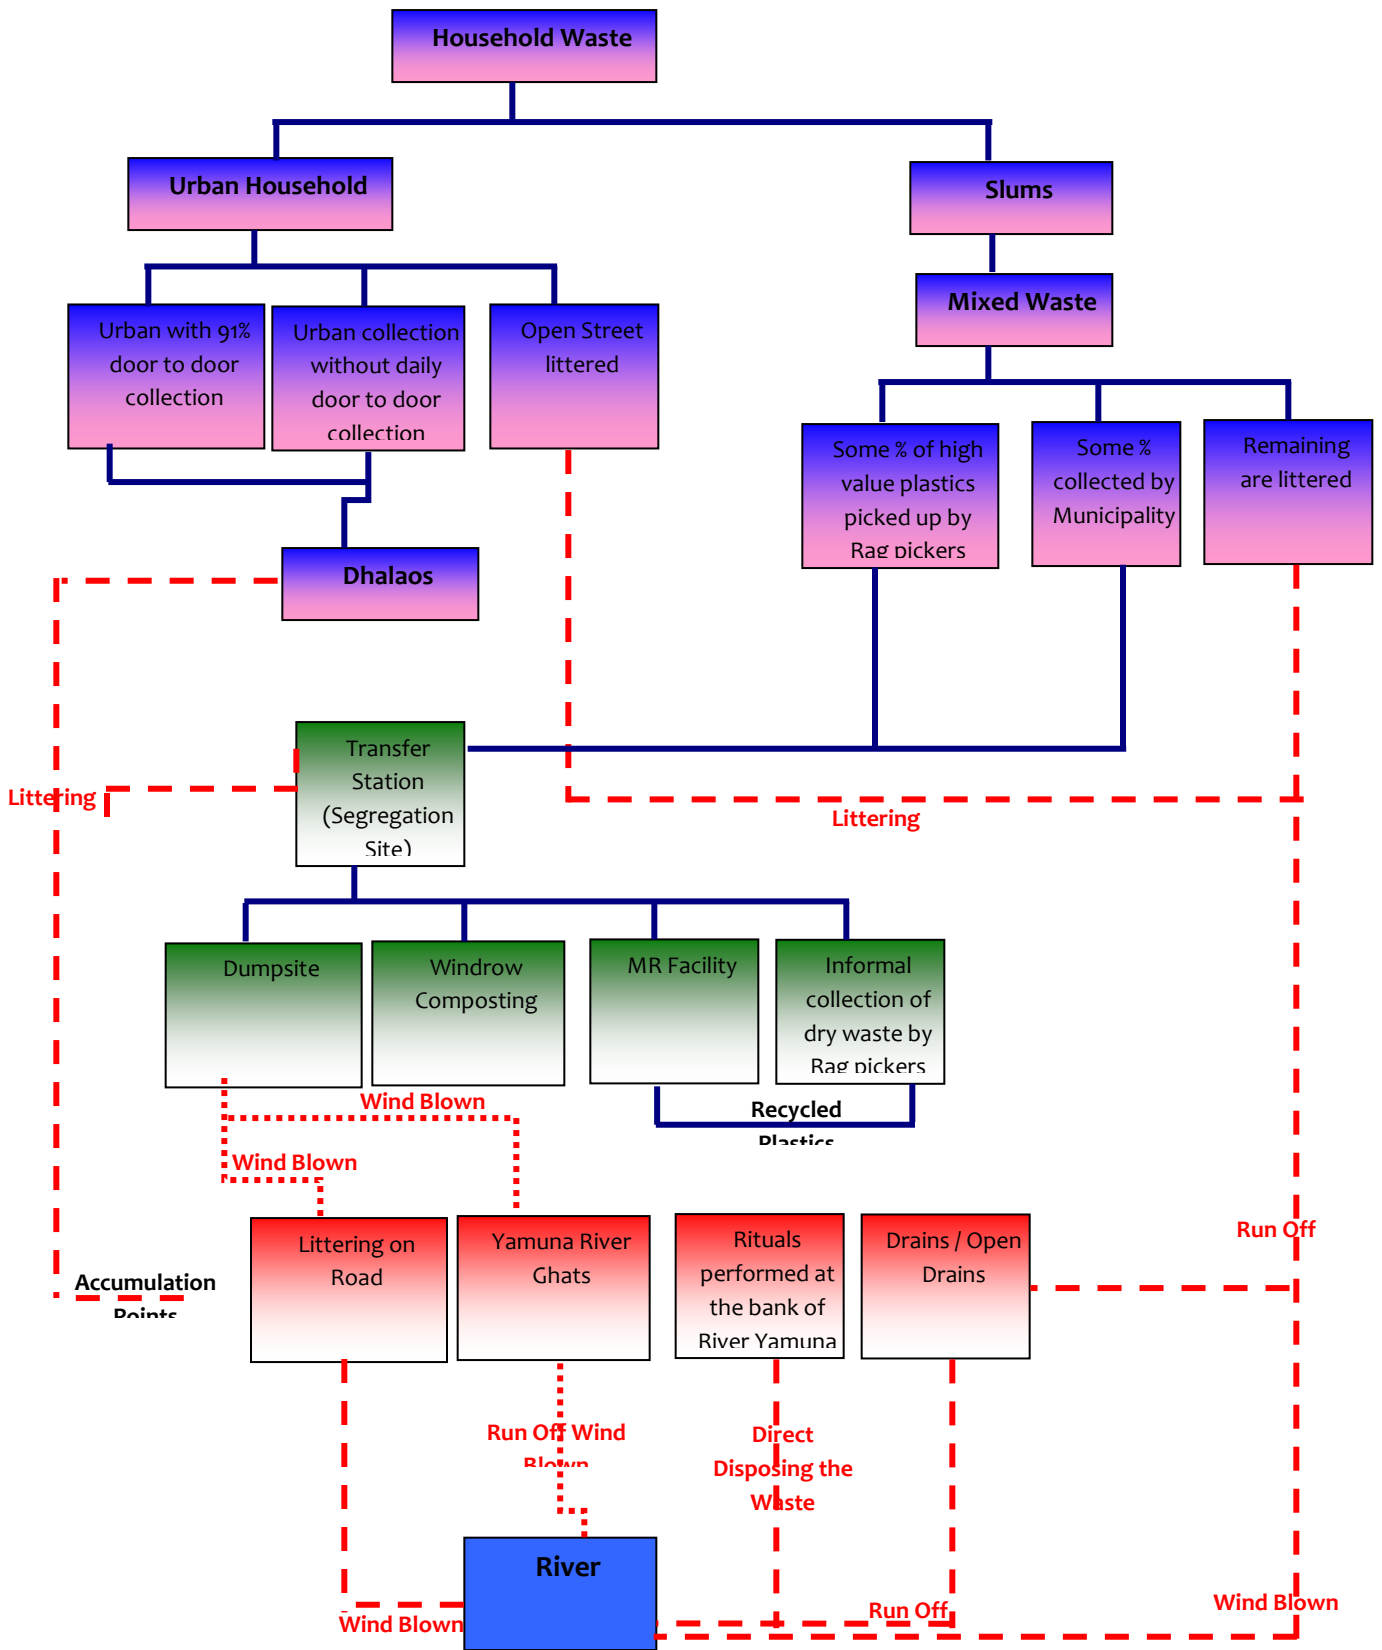 Household Waste
Urban Household
Slums
Mixed Waste
Urban with 91%
door to door
collection
Urban collection
without daily
door to door
collection
Open Street
littered
Some % of high
value plastics
picked up by
Rag pickers
Some %
collected by
Municipality
Remaining
are littered
Dhalaos
Transfer
Station
(Segregation
Site)
Littering
Littering
Dumpsite
Windrow
Composting
MR Facility
Informal
collection of
dry waste by
Rag pickers
Wind Blown
Recycled
Plastics
Wind Blown
Run Off
Littering on
Road
Yamuna River
Ghats
Rituals
performed at
the bank of
River Yamuna
Drains / Open
Drains
Accumulation
Points
Run Off Wind
Blown
Direct
Disposing the
Waste
River
Wind Blown
Run Off
Wind Blown